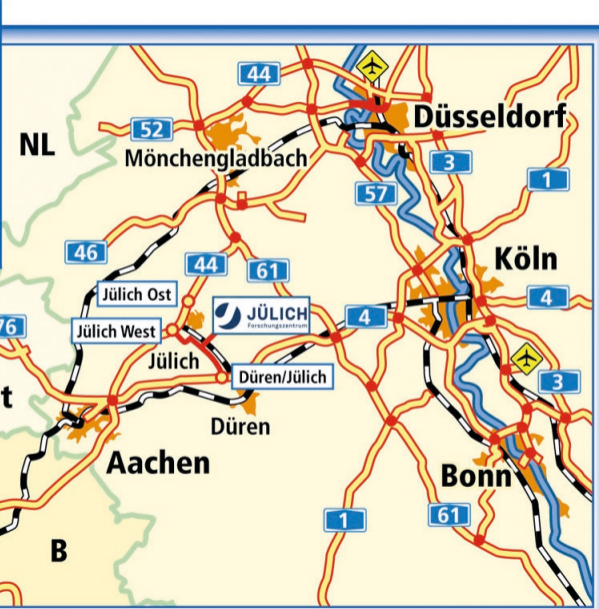 44
Düsseldorf
52
NL
Mönchengladbach
3
1
57
46
44
61
Köln
Jülich Ost
4
JÜLICH
Forschungszentrum
76
Jülich West
4
Jülich
Düren/Jülich
3
t
Düren
Aachen
Bonn
1
61
B